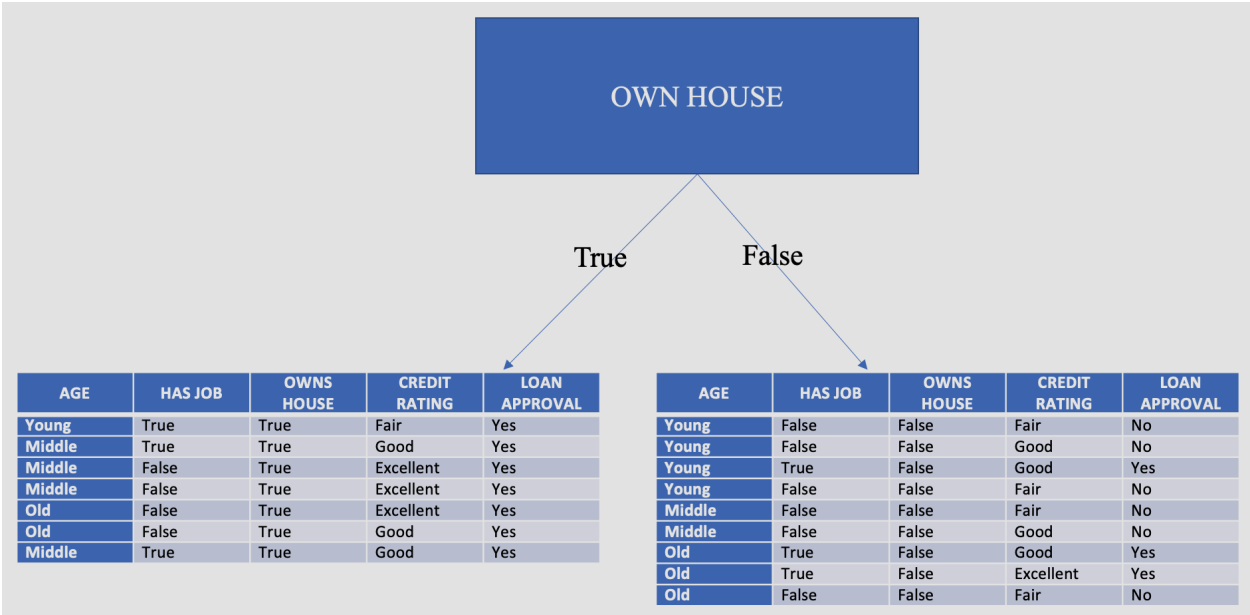 OWN HOUSE
True False
AGE HAS JOB OWNS HOUSE CREDIT RATING LOAN APPROVAL
Young True True Fair Yes
Middle True True Good Yes
Middle False True Excellent Yes
Middle False True Excellent Yes
Old False True Excellent Yes
Old False True Good Yes
Middle True True Good Yes
AGE HAS JOB OWNS HOUSE CREDIT RATING LOAN APPROVAL
Young False False Fair No
Young False False Good No
Young True False Good Yes
Young False False Fair No
Middle False False Fair No
Middle False False Good No
Old True False Good Yes
Old True False Excellent Yes
Old False False Fair No